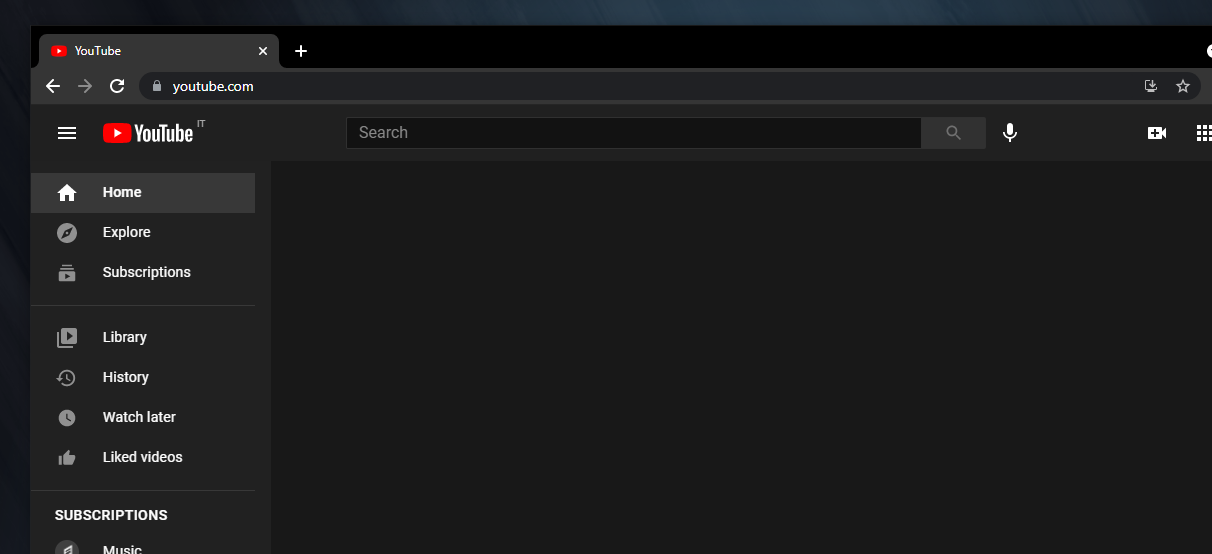 YouTube
youtube.com
YouTube IT
Search
Home
Explore
Subscriptions
Library
History
Watch later
Liked videos
SUBSCRIPTIONS
Music